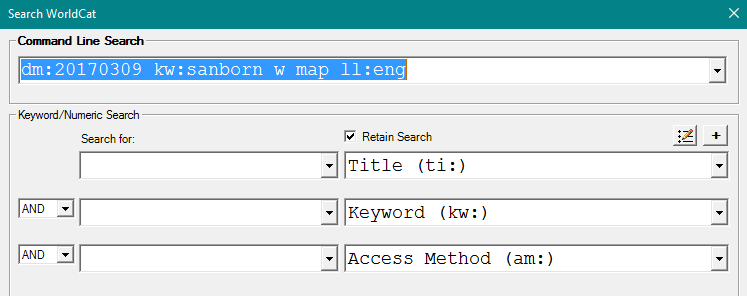 Search WorldCat
Command Line Search
dm:20170309 kw:sanborn w map ll:eng
Keyword/Numeric Search
Search for: Retain Search
Title (ti:)
AND Keyword (kw:)
AND Access Method (am:)